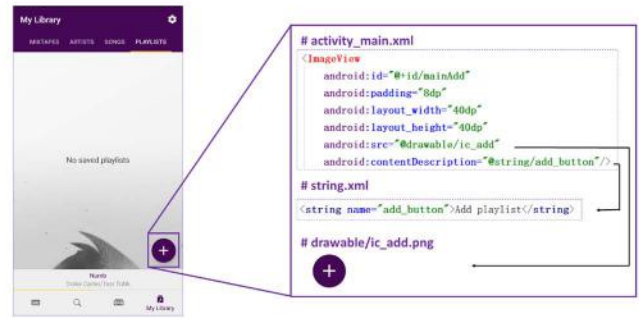 My Library
MIXTAPES ARTISTS SONGS PLAYLISTS
No saved playlists
My Library
# activity_main.xml
<ImageView
android:id="@+id/mainAdd"
android:padding="8dp"
android:layout_width="40dp"
android:layout_height="40dp"
android:src="@drawable/ic_add"
android:contentDescription="@string/add_button"/>
# string.xml
<string name="add_button">Add playlist</string>
# drawable/ic_add.png